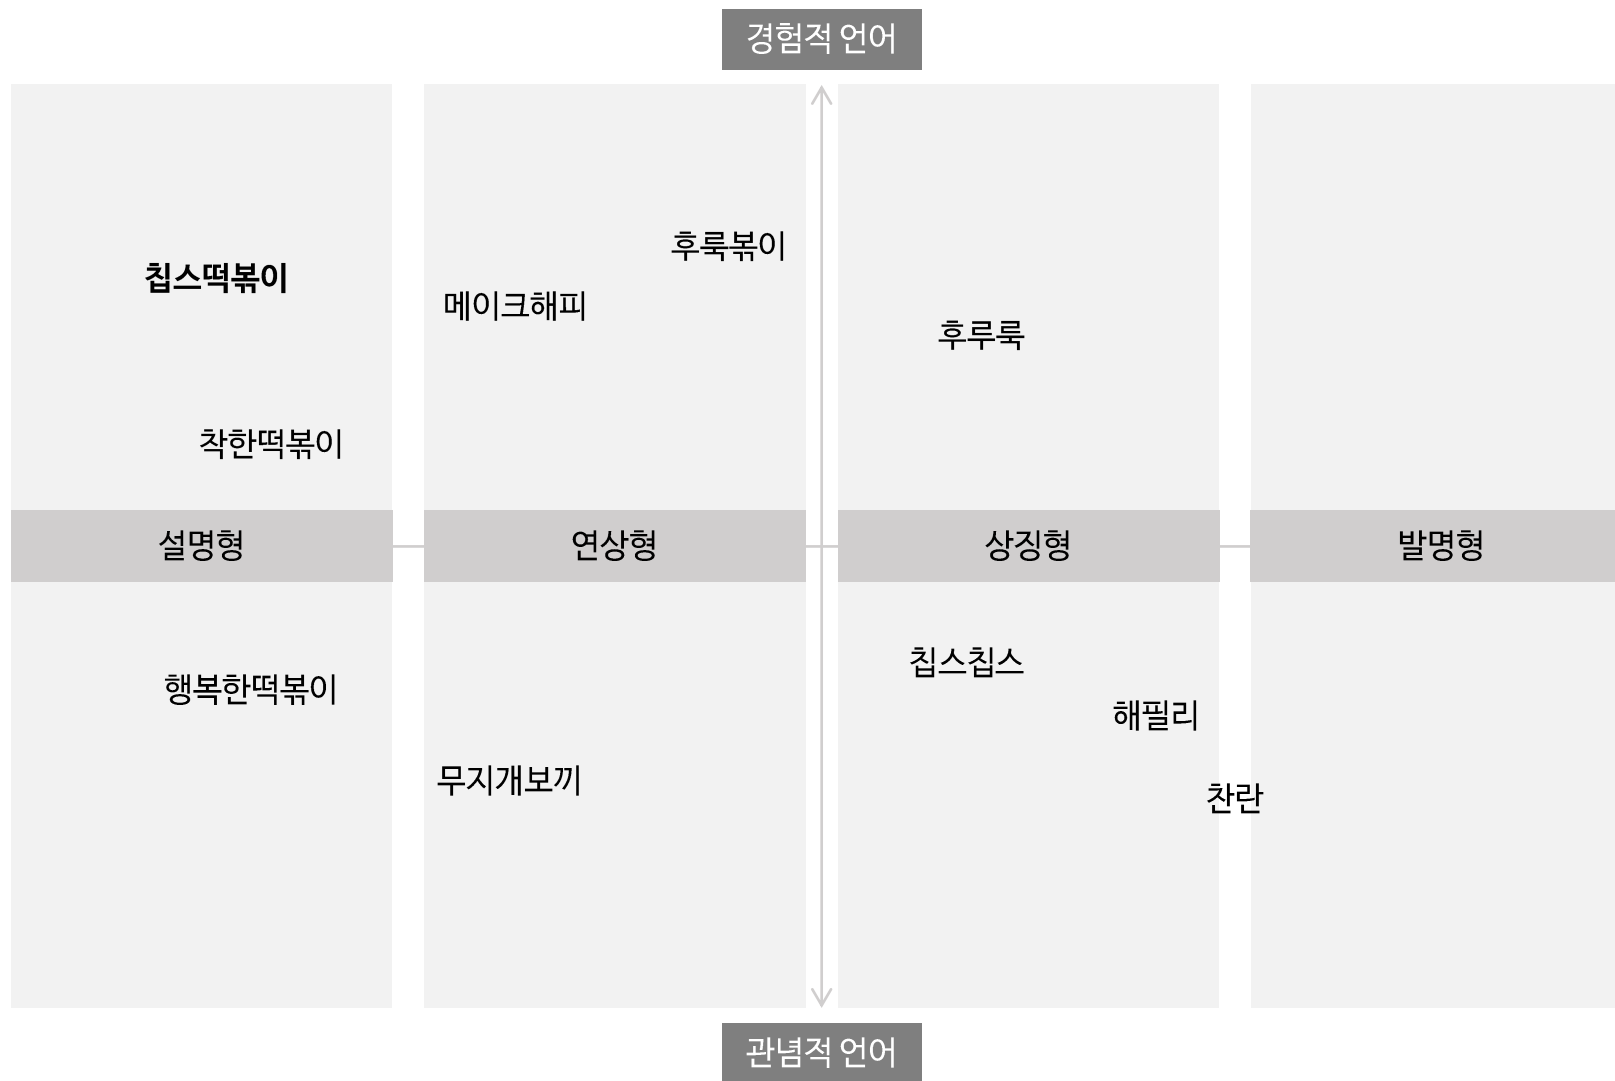 경험적 언어
후룩볶이
칩스떡볶이
메이크해피
후루룩
착한떡볶이
설명형
연상형
상징형
발명형
칩스칩스
행복한떡볶이
해필리
무지개보끼
찬란
관념적 언어